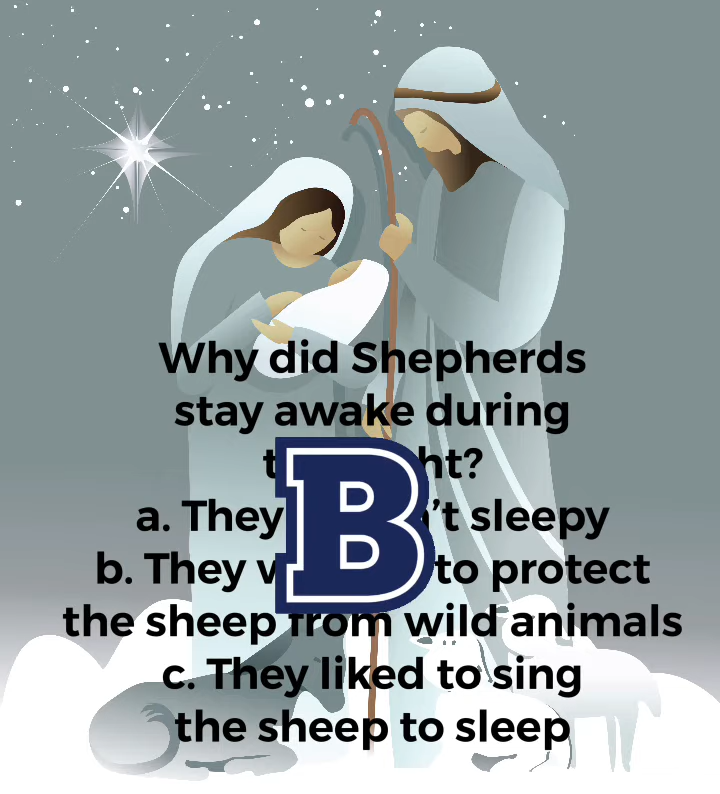 Why did Shepherds
stay awake during
?
a. They sleepy
b. They to protect
the sheep from wild animals
c. They liked to sing
the sheep to sleep
B